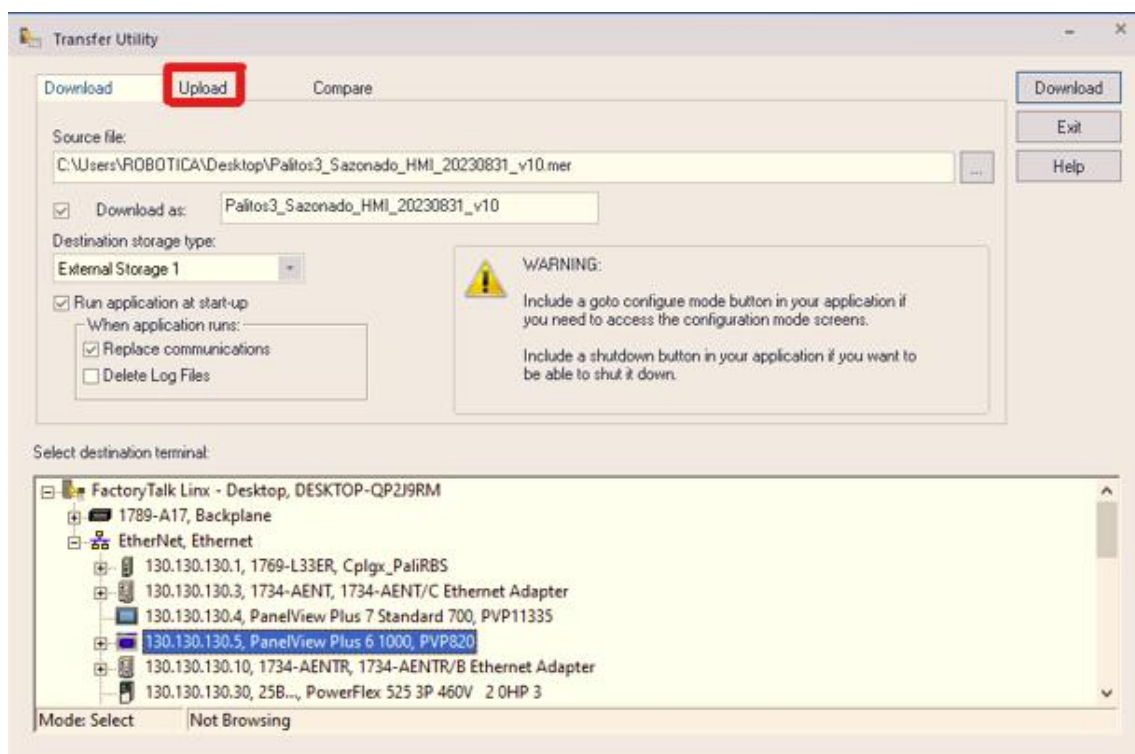 Transfer Utility
Download Upload Compare
Download
Exit
Help
Source file:
C:\Users\ROBOTICA\Desktop\Palitos3_Sazonado_HMI_20230831_v10.mer
...
Download as: Palitos3_Sazonado_HMI_20230831_v10
Destination storage type:
External Storage 1
Run application at start-up
When application runs:
Replace communications
Delete Log Files
WARNING:
Include a goto configure mode button in your application if
you need to access the configuration mode screens.
Include a shutdown button in your application if you want to
be able to shut it down.
Select destination terminal:
FactoryTalk Linx - Desktop, DESKTOP-QP2J9RM
1789-A17, Backplane
EtherNet, Ethernet
130.130.130.1, 1769-L33ER, Cplgx_PaliRBS
130.130.130.3, 1734-AENT, 1734-AENT/C Ethernet Adapter
130.130.130.4, PanelView Plus 7 Standard 700, PVP11335
130.130.130.5, PanelView Plus 6 1000, PVP820
130.130.130.10, 1734-AENTR, 1734-AENTR/B Ethernet Adapter
130.130.130.30, 25B..., PowerFlex 525 3P 460V 2 0HP 3
Mode: Select Not Browsing